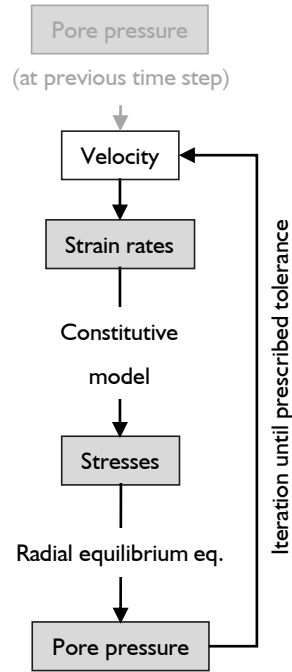 Pore pressure
(at previous time step)
Velocity
Strain rates
Constitutive
model
Stresses
Radial equilibrium eq.
Pore pressure
Iteration until prescribed tolerance